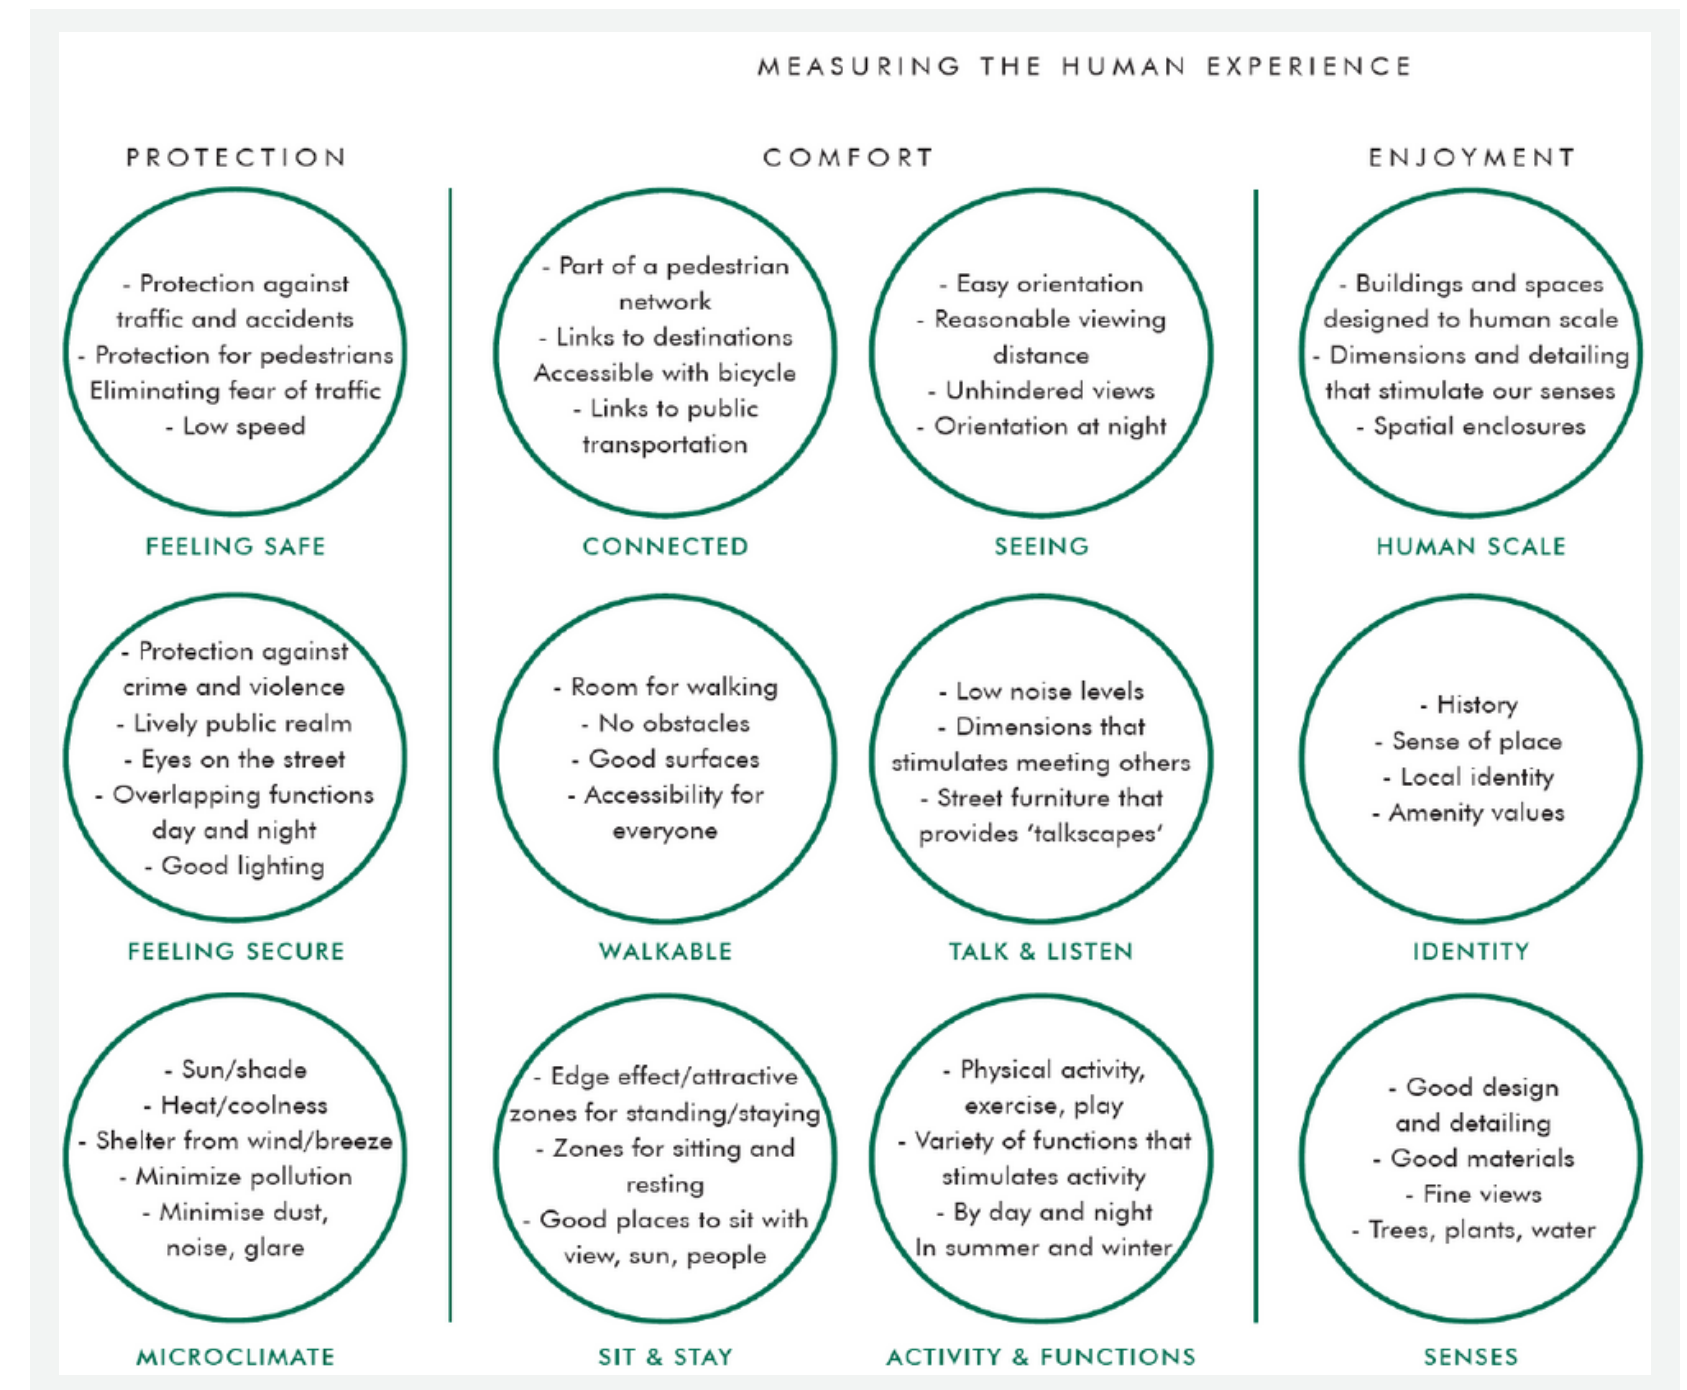 MEASURING THE HUMAN EXPERIENCE
PROTECTION
COMFORT
ENJOYMENT
- Protection against
traffic and accidents
- Protection for pedestrians
Eliminating fear of traffic
- Low speed
FEELING SAFE
- Part of a pedestrian
network
- Links to destinations
Accessible with bicycle
- Links to public
transportation
CONNECTED
- Easy orientation
- Reasonable viewing
distance
- Unhindered views
- Orientation at night
SEEING
- Buildings and spaces
designed to human scale
- Dimensions and detailing
that stimulate our senses
- Spatial enclosures
HUMAN SCALE
- Protection against
crime and violence
- Lively public realm
- Eyes on the street
- Overlapping functions
day and night
- Good lighting
FEELING SECURE
- Room for walking
- No obstacles
- Good surfaces
- Accessibility for
everyone
WALKABLE
- Low noise levels
- Dimensions that
stimulates meeting others
- Street furniture that
provides ‘talkscapes‘
TALK & LISTEN
- History
- Sense of place
- Local identity
- Amenity values
IDENTITY
- Sun/shade
- Heat/coolness
- Shelter from wind/breeze
- Minimize pollution
- Minimise dust,
noise, glare
MICROCLIMATE
- Edge effect/attractive
zones for standing/staying
- Zones for sitting and
resting
- Good places to sit with
view, sun, people
SIT & STAY
- Physical activity,
exercise, play
- Variety of functions that
stimulates activity
- By day and night
In summer and winter
ACTIVITY & FUNCTIONS
- Good design
and detailing
- Good materials
- Fine views
- Trees, plants, water
SENSES